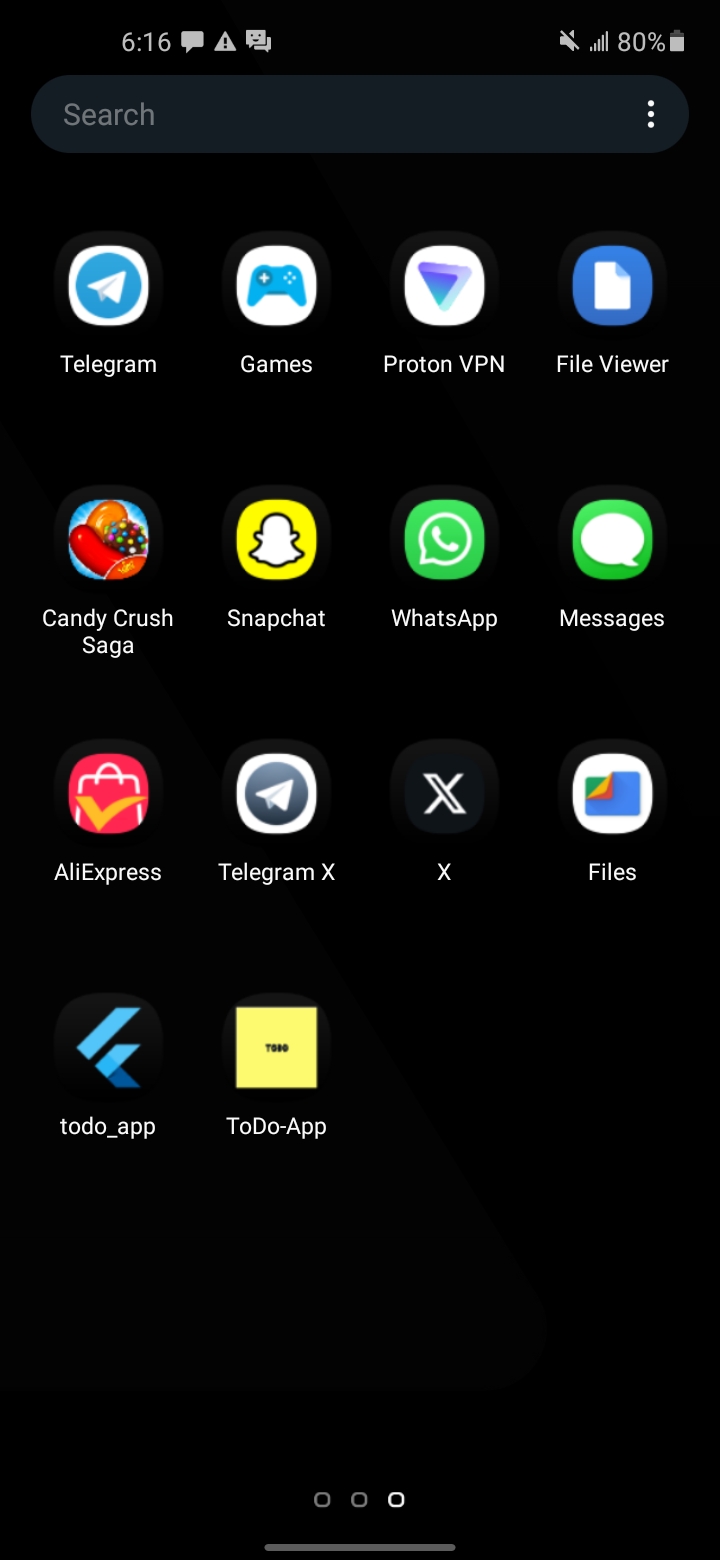 6:16
80%
Search
Telegram
Games
Proton VPN
File Viewer
Candy Crush
Saga
Snapchat
WhatsApp
Messages
AliExpress
Telegram X
X
Files
TODO
todo_app
ToDo-App